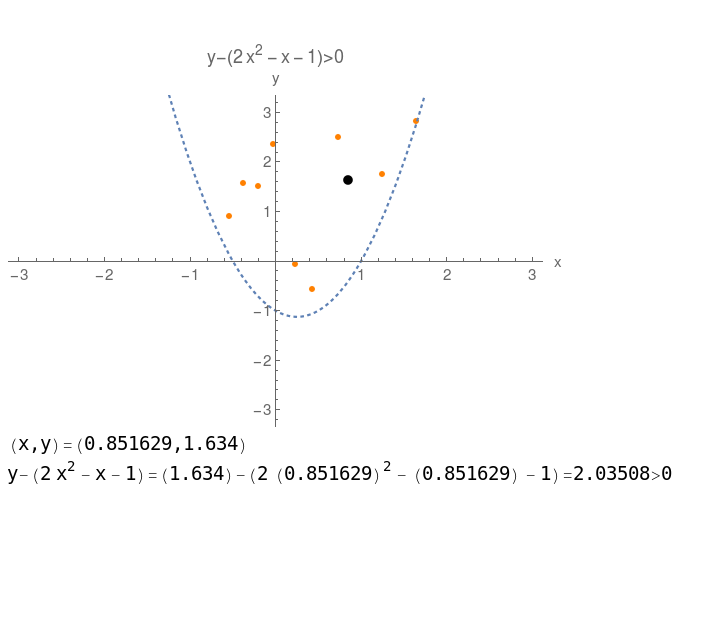 y−(2x² − x − 1)>0
y
3
2
1
−3 −2 −1 1 2 3 x
−1
−2
−3
(x,y)=(0.851629,1.634)
y−(2x² − x − 1)=(1.634)−(2 (0.851629)² − (0.851629) − 1)=2.03508>0